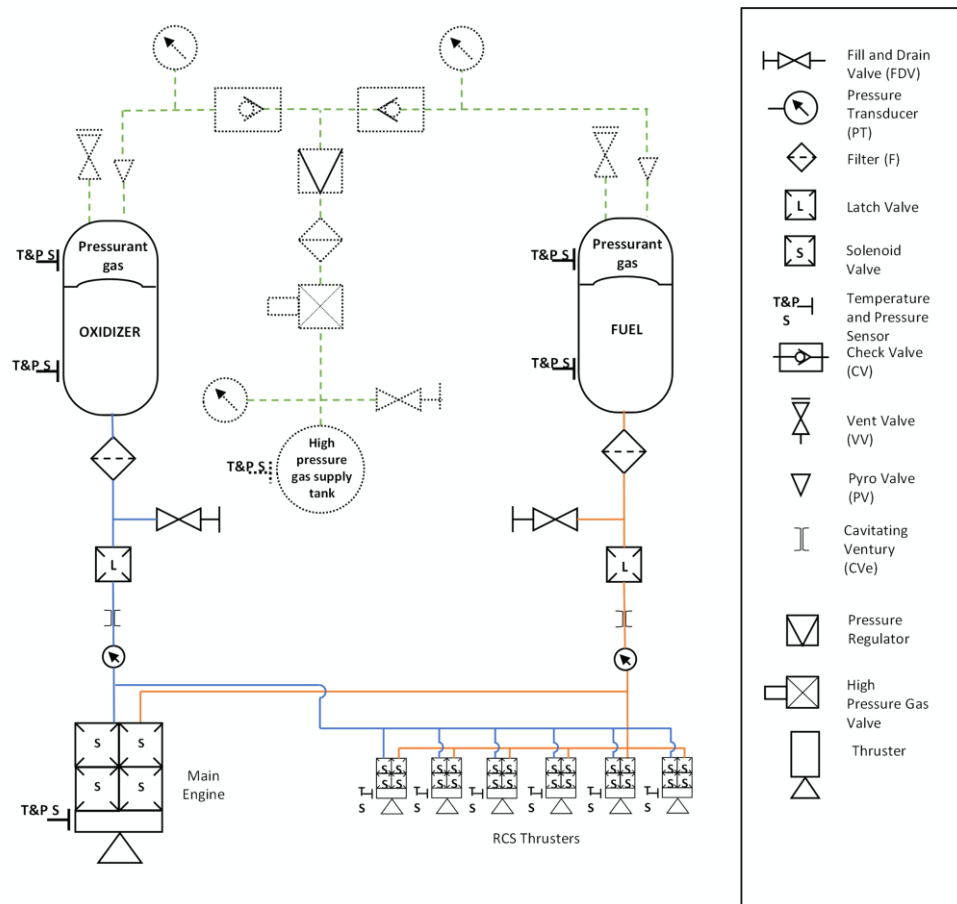 Pressurant
gas
T&P S
OXIDIZER
T&P S
Pressurant
gas
T&P S
FUEL
T&P S
High
pressure
gas supply
tank
T&P S
L
L
S S
S S
T&P S
Main
Engine
S S
S S
T
S
S S
S S
T
S
S S
S S
T
S
S S
S S
T
S
S S
S S
T
S
S S
S S
T
S
RCS Thrusters
Fill and Drain
Valve (FDV)
Pressure
Transducer
(PT)
Filter (F)
L
Latch Valve
S
Solenoid
Valve
T&P
S
Temperature
and Pressure
Sensor
Check Valve
(CV)
Vent Valve
(VV)
Pyro Valve
(PV)
Cavitating
Ventury
(CVe)
Pressure
Regulator
High
Pressure Gas
Valve
Thruster